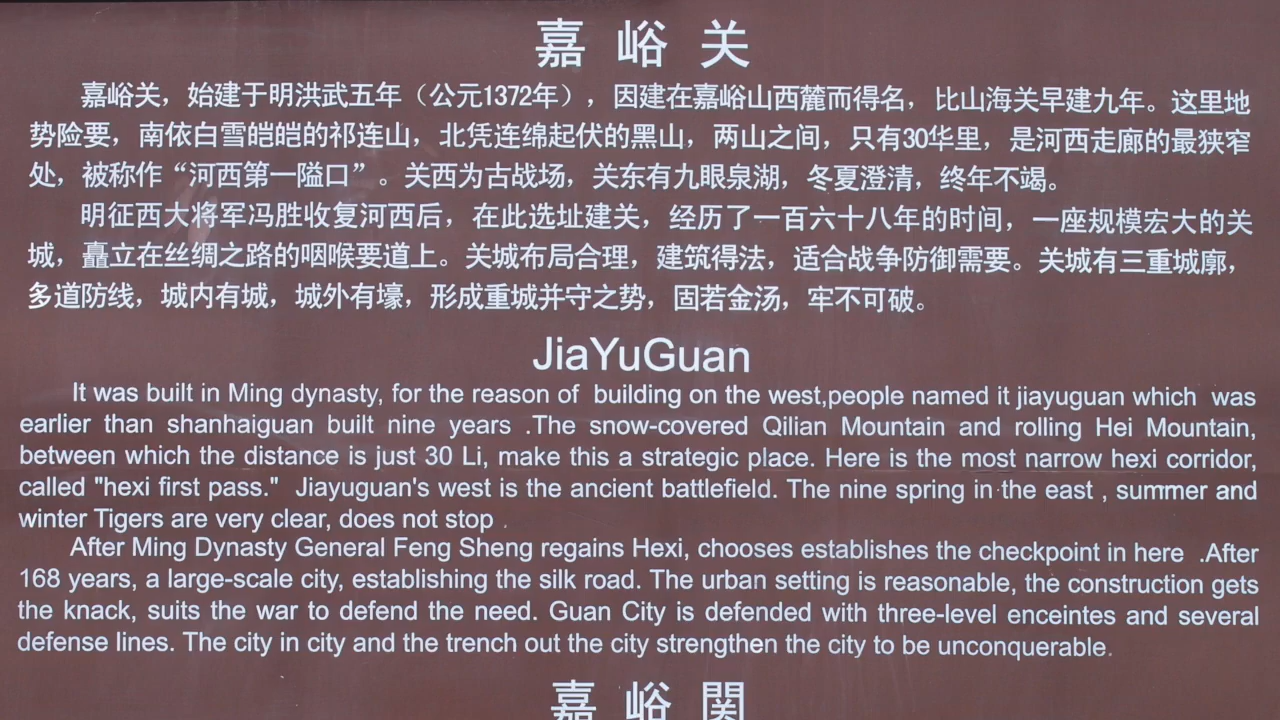 嘉峪关
嘉峪关，始建于明洪武五年（公元1372年），因建在嘉峪山西麓而得名，比山海关早建九年。这里地
势险要，南依白雪皑皑的祁连山，北凭连绵起伏的黑山，两山之间，只有30华里，是河西走廊的最狭窄
处，被称作“河西第一隘口”。关西为古战场，关东有九眼泉湖，冬夏澄清，终年不竭。
明征西大将军冯胜收复河西后，在此选址建关，经历了一百六十八年的时间，一座规模宏大的关
城，矗立在丝绸之路的咽喉要道上。关城布局合理，建筑得法，适合战争防御需要。关城有三重城廓，
多道防线，城内有城，城外有壕，形成重城并守之势，固若金汤，牢不可破。
JiaYuGuan
It was built in Ming dynasty, for the reason of building on the west,people named it jiayuguan which was
earlier than shanhaiguan built nine years .The snow-covered Qilian Mountain and rolling Hei Mountain,
between which the distance is just 30 Li, make this a strategic place. Here is the most narrow hexi corridor,
called "hexi first pass." Jiayuguan's west is the ancient battlefield. The nine spring in the east , summer and
winter Tigers are very clear, does not stop .
After Ming Dynasty General Feng Sheng regains Hexi, chooses establishes the checkpoint in here .After
168 years, a large-scale city, establishing the silk road. The urban setting is reasonable, the construction gets
the knack, suits the war to defend the need. Guan City is defended with three-level enceintes and several
defense lines. The city in city and the trench out the city strengthen the city to be unconquerable.
嘉峪関